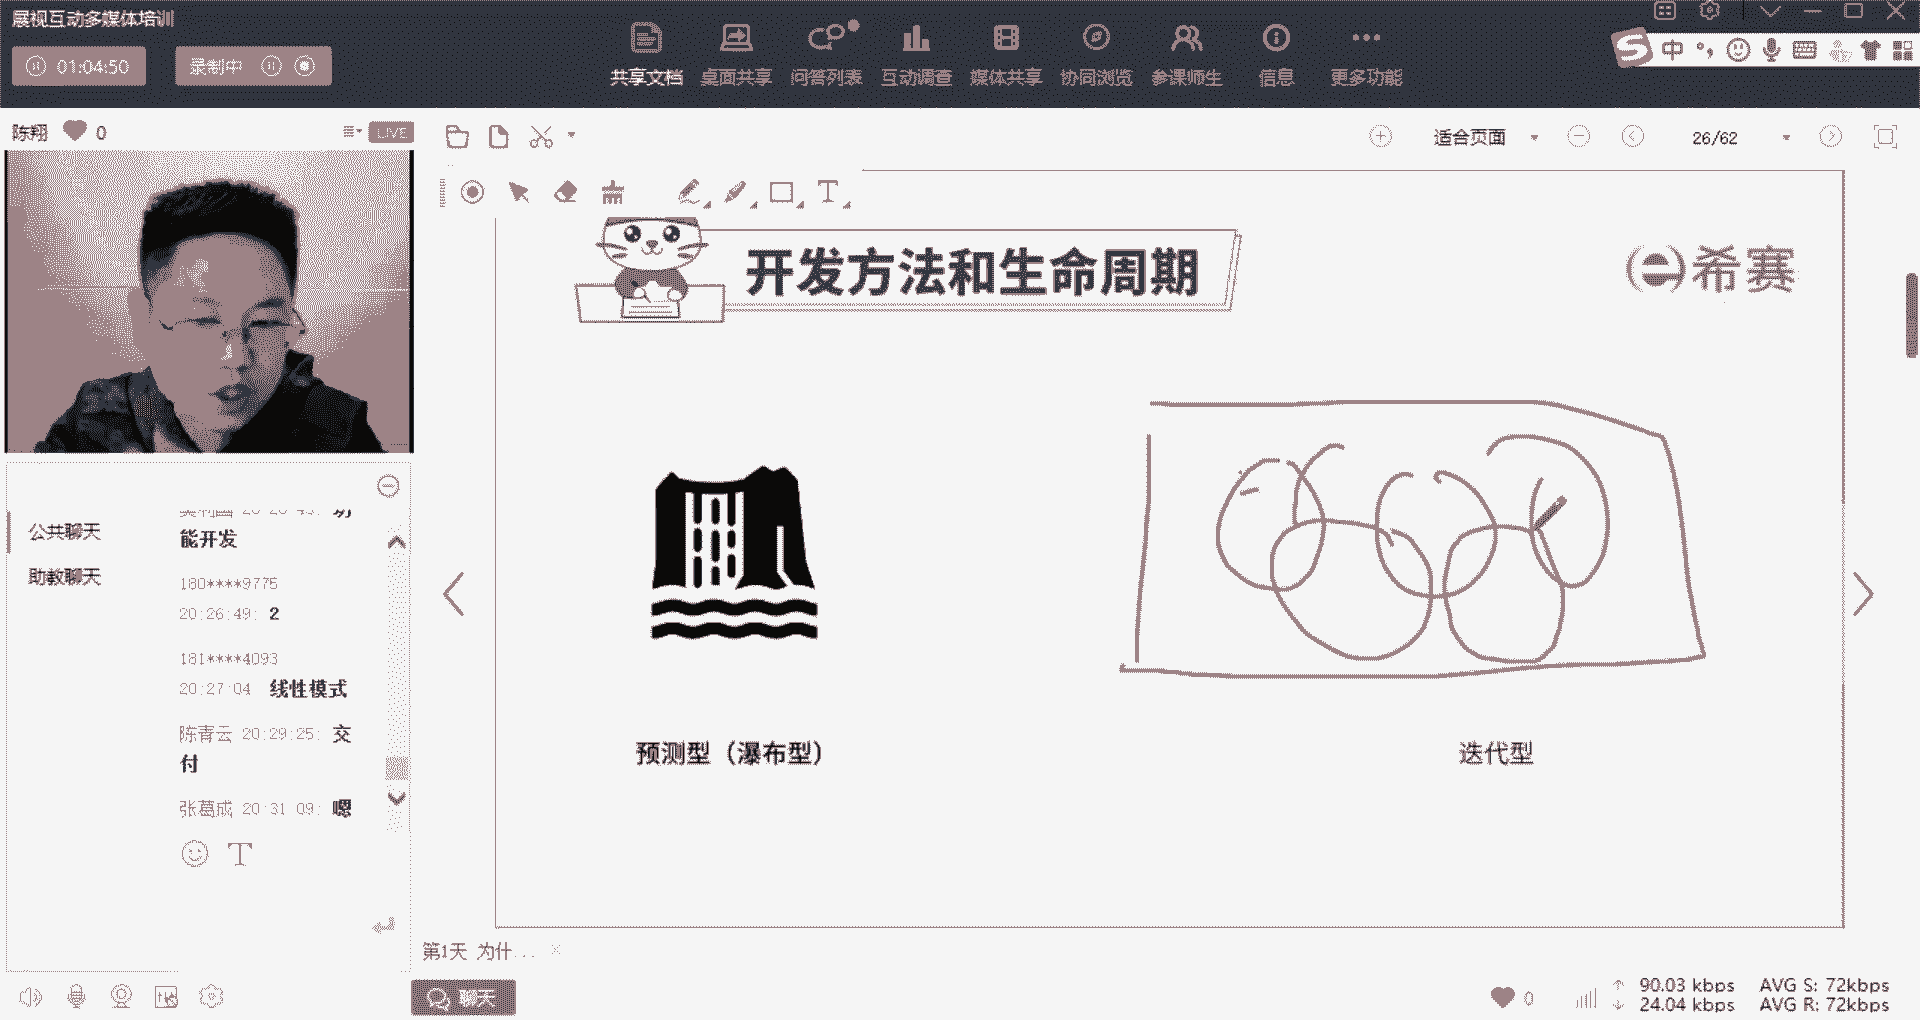 展视互动多媒体培训
01:04:50
录制中
共享文档 桌面共享 问答列表 互动调查 媒体共享 协同浏览 参课师生 信息 更多功能
中
陈翔 0
LIVE
适合页面
26/62
开发方法和生命周期
希赛
公共聊天
助教聊天
能开发
180****9775
20:26:49: 2
181****4093
20:27:04 线性模式
陈青云 20:29:25: 交
付
张葛成 20:31:09: 嗯
预测型（瀑布型）
迭代型
第1天 为什...
聊天
0
90.03 kbps AVG S: 72kbps
24.04 kbps AVG R: 72kbps